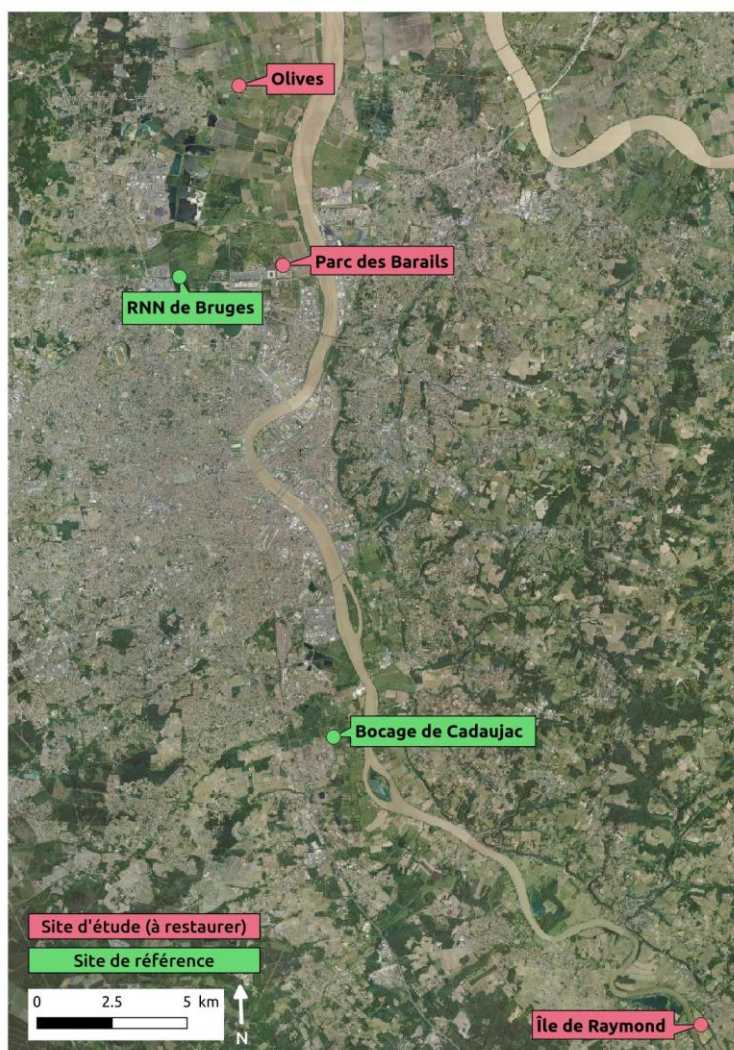 Olives
Parc des Barails
RNN de Bruges
Bocage de Cadaujac
Site d'étude (à restaurer)
Site de référence
0 2.5 5 km
N
Île de Raymond